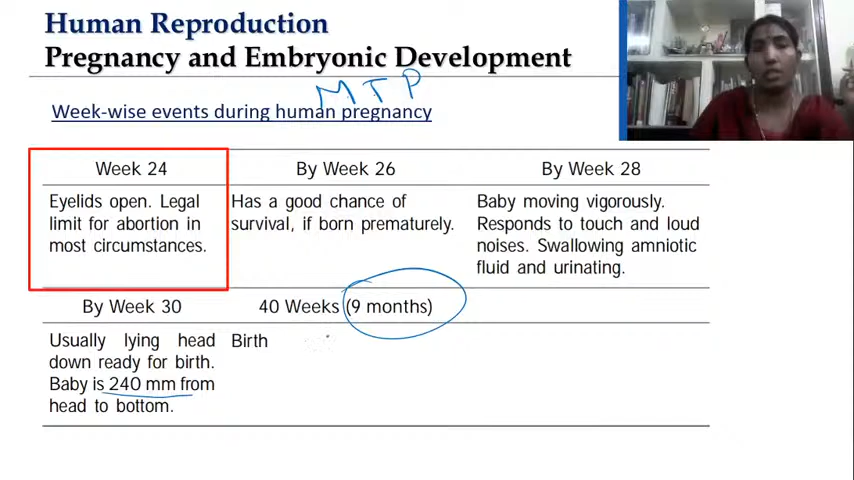 Human Reproduction
Pregnancy and Embryonic Development
MTP
Week-wise events during human pregnancy
Week 24
By Week 26
By Week 28
Eyelids open. Legal
limit for abortion in
most circumstances.
Has a good chance of
survival, if born prematurely.
Baby moving vigorously.
Responds to touch and loud
noises. Swallowing amniotic
fluid and urinating.
By Week 30
40 Weeks (9 months)
Usually lying head
down ready for birth.
Baby is 240 mm from
head to bottom.
Birth